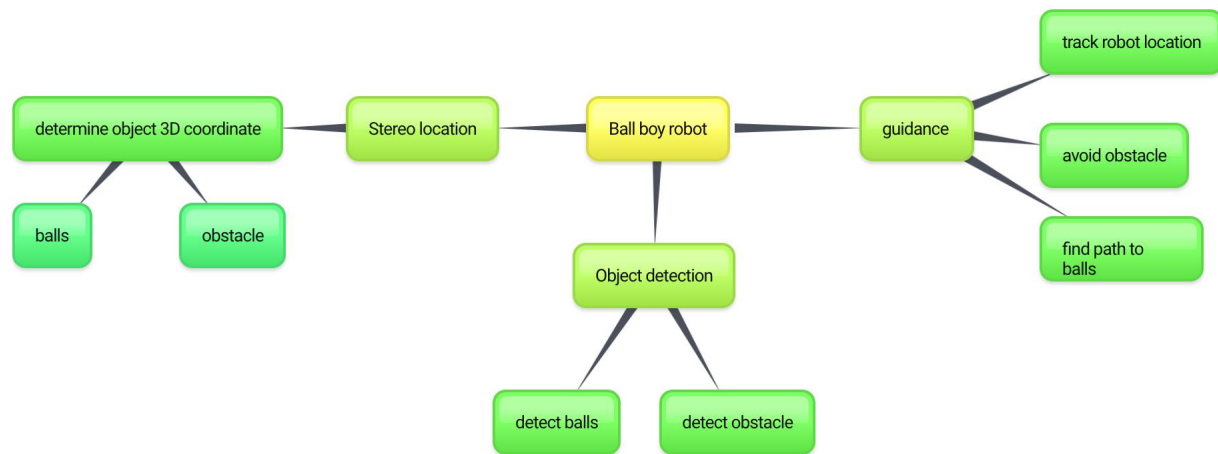 track robot location
determine object 3D coordinate
Stereo location
Ball boy robot
guidance
avoid obstacle
balls
obstacle
find path to
balls
Object detection
detect balls
detect obstacle